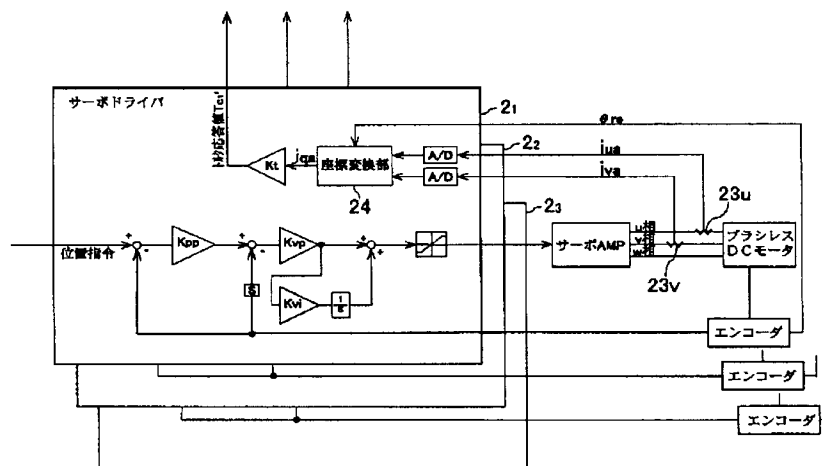 サーボドライバ
トルク応答値Tc1'
Kt
iqa
座標変換部
24
A/D
A/D
θre
iua
iva
2₁
2₂
2₃
23u
23v
位置指令
+
-
Kpp
+
-
Kvp
+
+
S
Kvi
1/S
サーボAMP
u相
v相
w相
ブラシレス
DCモータ
エンコーダ
エンコーダ
エンコーダ